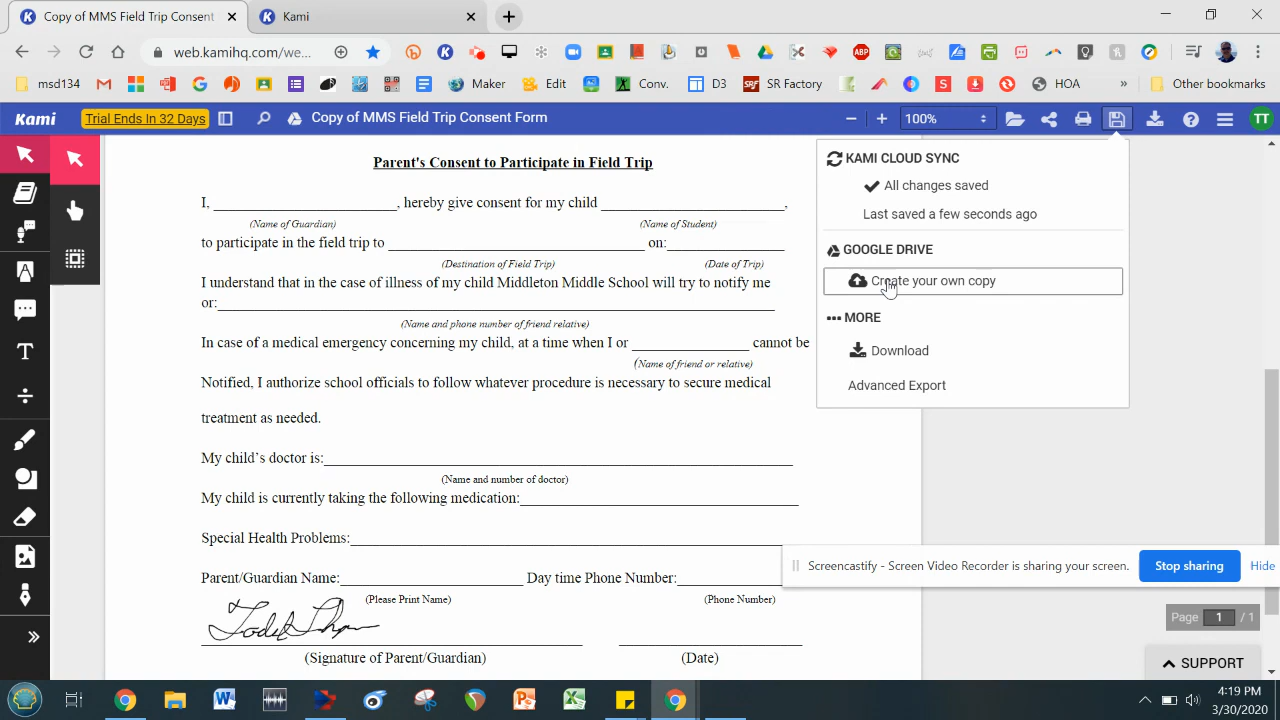 Copy of MMS Field Trip Consent
Kami
web.kamihq.com/we...
ABP
msd134
Maker
Edit
Conv.
D3
SR Factory
HOA
»
Other bookmarks
Kami
Trial Ends In 32 Days
Copy of MMS Field Trip Consent Form
100%
TT
KAMI CLOUD SYNC
All changes saved
Last saved a few seconds ago
GOOGLE DRIVE
Create your own copy
MORE
Download
Advanced Export
Parent's Consent to Participate in Field Trip
I, ____________________, hereby give consent for my child ____________________,
(Name of Guardian) (Name of Student)
to participate in the field trip to ____________________ on:____________________
(Destination of Field Trip) (Date of Trip)
I understand that in the case of illness of my child Middleton Middle School will try to notify me
or:____________________
(Name and phone number of friend relative)
In case of a medical emergency concerning my child, at a time when I or ____________________ cannot be
(Name of friend or relative)
Notified, I authorize school officials to follow whatever procedure is necessary to secure medical
treatment as needed.
My child's doctor is:____________________
(Name and number of doctor)
My child is currently taking the following medication:____________________
Special Health Problems:____________________
Parent/Guardian Name:____________________ Day time Phone Number:____________________
(Please Print Name) (Phone Number)
(Signature of Parent/Guardian) (Date)
Screencastify - Screen Video Recorder is sharing your screen.
Stop sharing
Hide
Page 1 / 1
SUPPORT
4:19 PM
3/30/2020